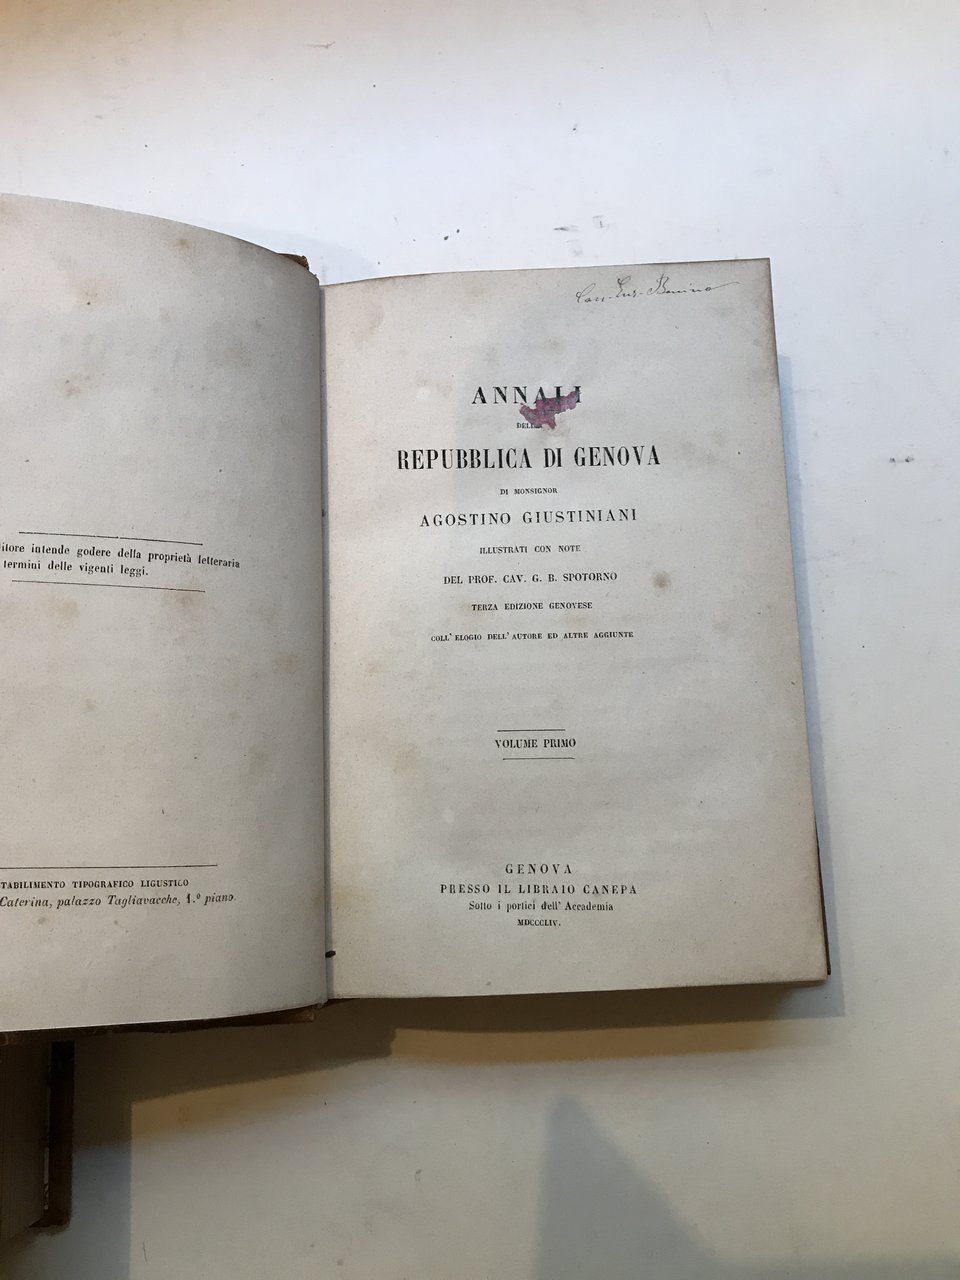 itore intende godere della proprietà letteraria
termini delle vigenti leggi.
TABILIMENTO TIPOGRAFICO LIGUSTICO
Caterina, palazzo Tagliavacche, 1.º piano.
ANNALI
DELLA
REPUBBLICA DI GENOVA
DI MONSIGNOR
AGOSTINO GIUSTINIANI
ILLUSTRATI CON NOTE
DEL PROF. CAV. G. B. SPOTORNO
TERZA EDIZIONE GENOVESE
COLL' ELOGIO DELL' AUTORE ED ALTRE AGGIUNTE
VOLUME PRIMO
GENOVA
PRESSO IL LIBRAIO CANEPA
Sotto i portici dell' Accademia
MDCCCLIV.